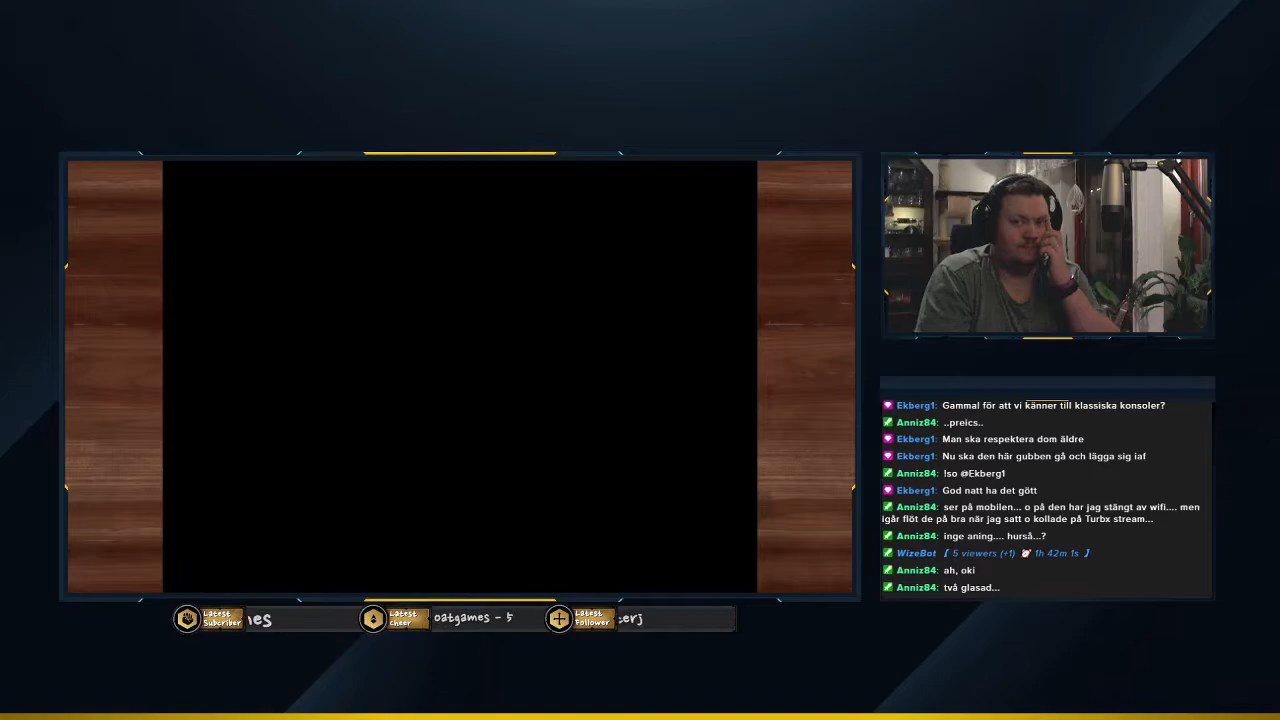 Ekberg1: Gammal för att vi känner till klassiska konsoler?
Anniz84: ..preics..
Ekberg1: Man ska respektera dom äldre
Ekberg1: Nu ska den här gubben gå och lägga sig iaf
Anniz84: !so @Ekberg1
Ekberg1: God natt ha det gött
Anniz84: ser på mobilen... o på den har jag stängt av wifi.... men
igår flöt de på bra när jag satt o kollade på Turbx stream...
Anniz84: inge aning.... hurså...?
WizeBot [ 5 viewers (+1) ⏰ 1h 42m 1s ]
Anniz84: ah, oki
Anniz84: två glasad...
Latest Subcriber
Latest cheer oatgames - 5
Latest Follower